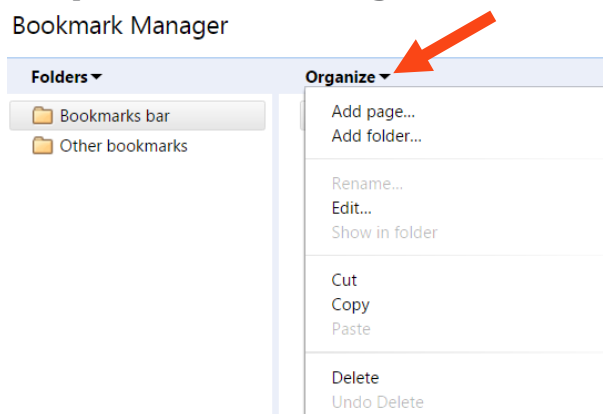 Bookmark Manager
Folders
Organize
Bookmarks bar
Other bookmarks
Add page...
Add folder...
Rename...
Edit...
Show in folder
Cut
Copy
Paste
Delete
Undo Delete